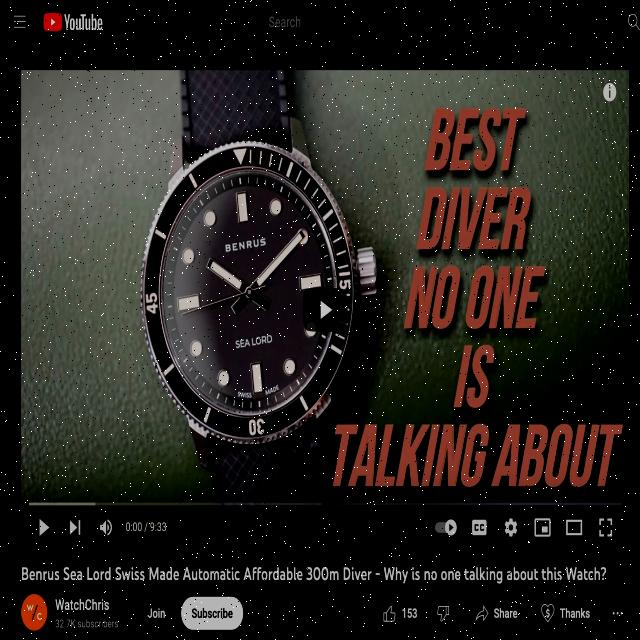 YouTube
Search
BEST
DIVER
NO ONE
IS
TALKING ABOUT
BENRUS
SEA LORD
SWISS MADE
45
15
30
0:00 / 9:33
CC
Benrus Sea Lord Swiss Made Automatic Affordable 300m Diver - Why is no one talking about this Watch?
W/C
WatchChris
32.7K subscribers
Join
Subscribe
153
Share
Thanks